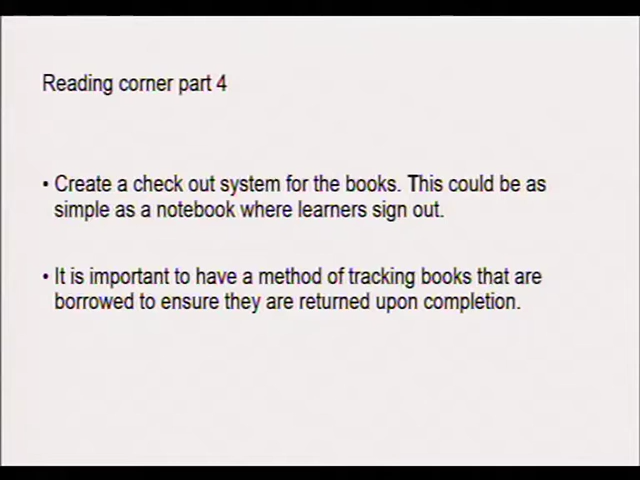 Reading corner part 4
• Create a check out system for the books. This could be as
simple as a notebook where learners sign out.
• It is important to have a method of tracking books that are
borrowed to ensure they are returned upon completion.